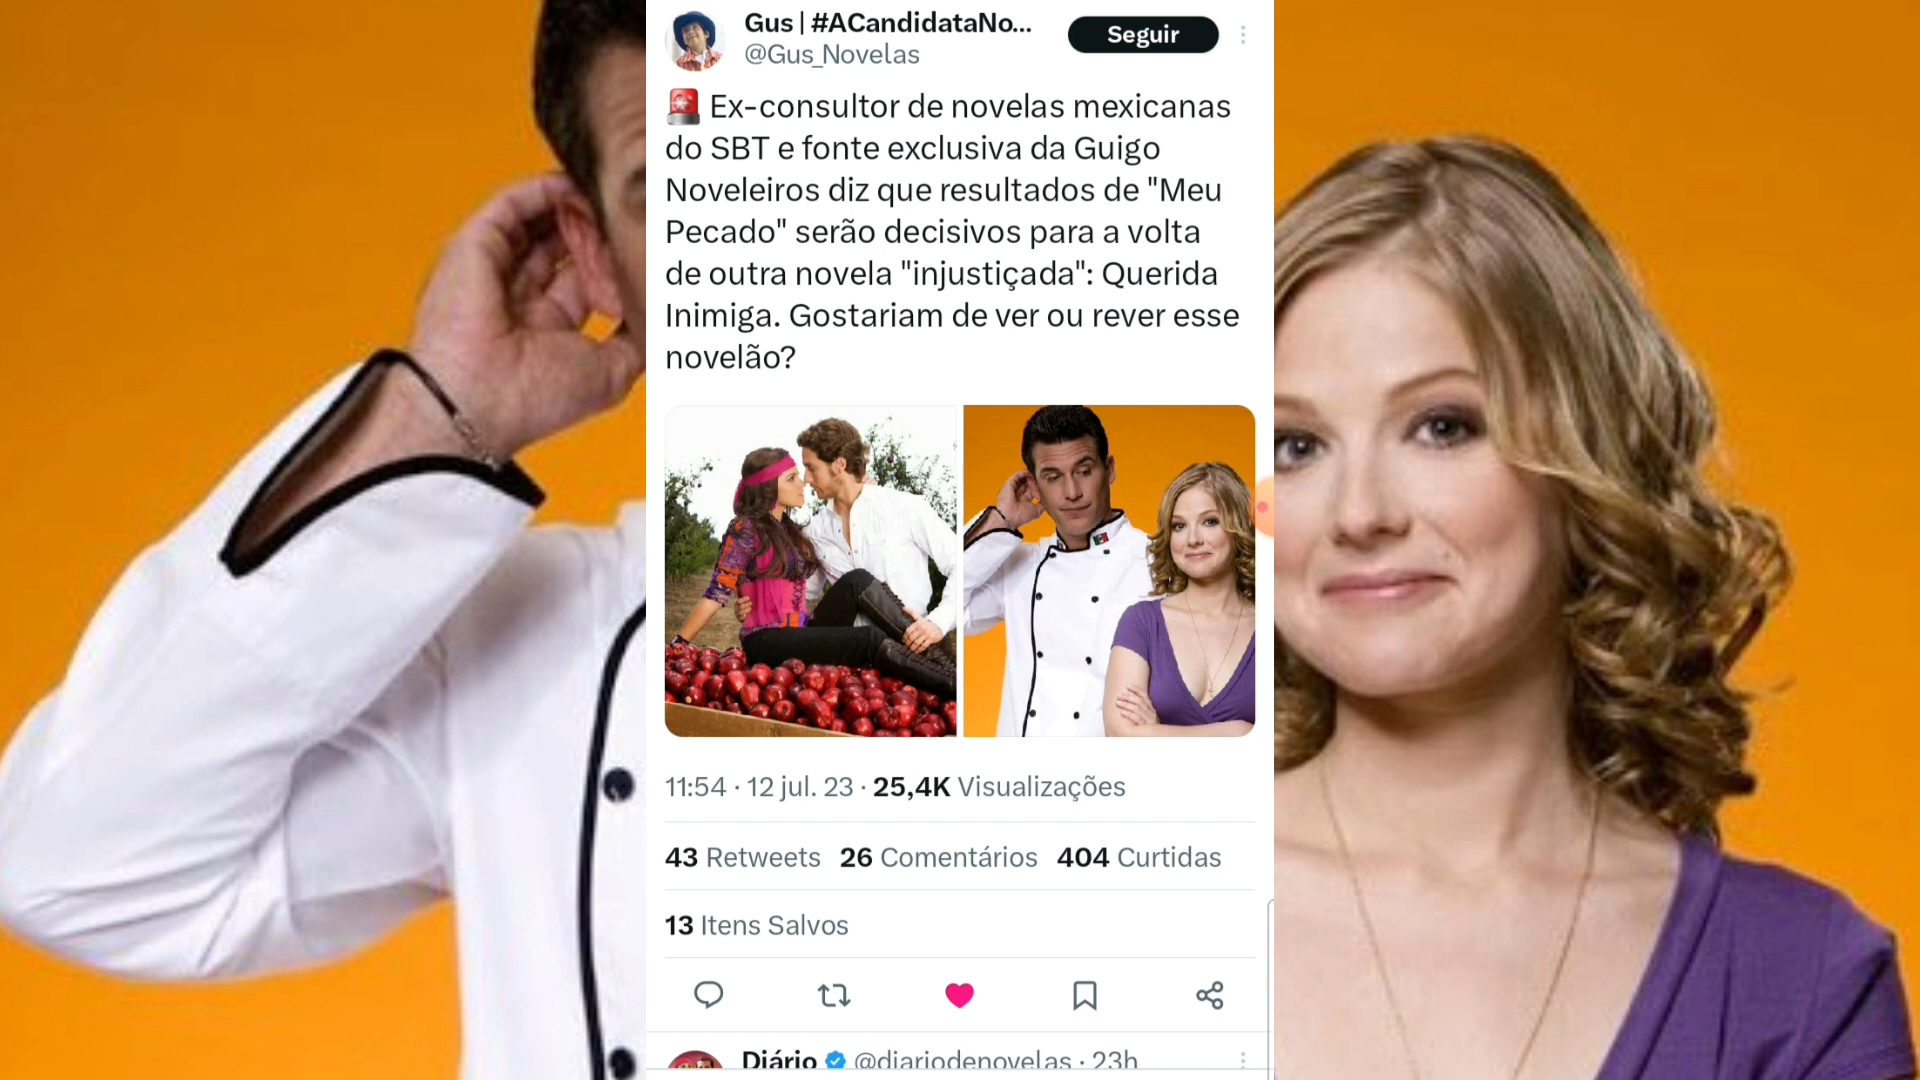 Gus | #ACandidataNo...
@Gus_Novelas
Seguir
Ex-consultor de novelas mexicanas
do SBT e fonte exclusiva da Guigo
Noveleiros diz que resultados de "Meu
Pecado" serão decisivos para a volta
de outra novela "injustiçada": Querida
Inimiga. Gostariam de ver ou rever esse
novelão?
11:54 · 12 jul. 23 · 25,4K Visualizações
43 Retweets 26 Comentários 404 Curtidas
13 Itens Salvos
Diário @diariodenovelas · 23h